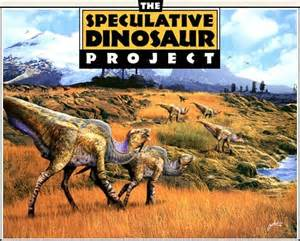 THE
SPECULATIVE
DINOSAUR
PROJECT